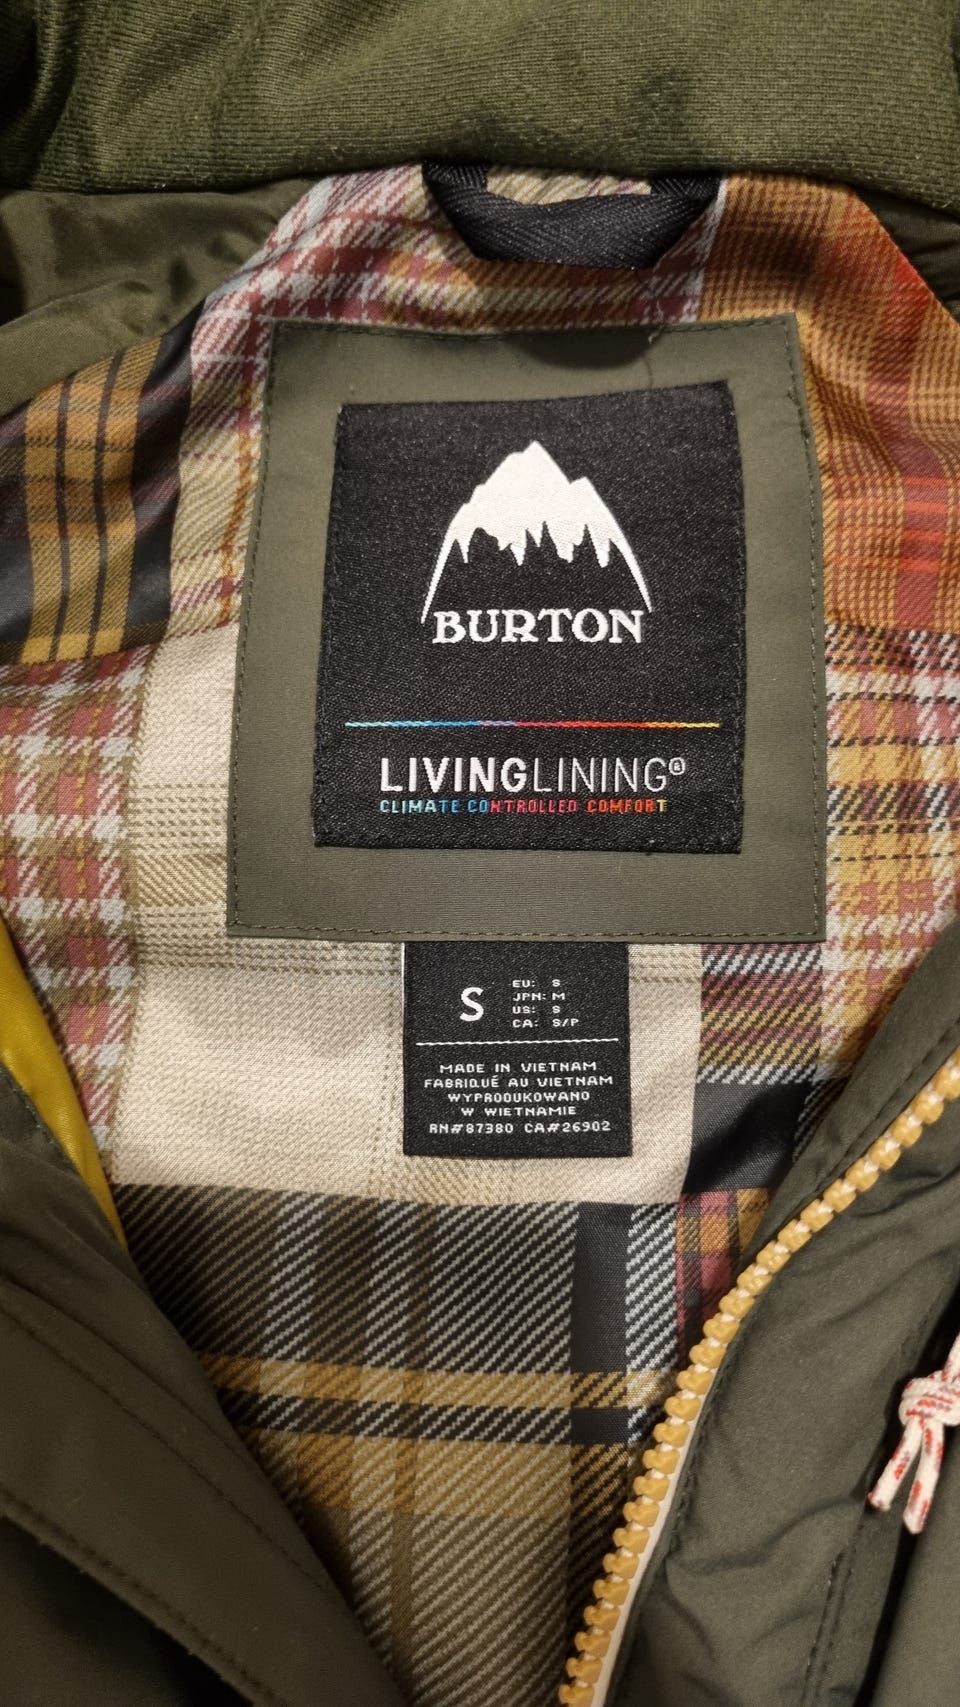 BURTON
LIVINGLINING®
CLIMATE CONTROLLED COMFORT
S
EU: S
JPN: M
US: S
CA: S/P
MADE IN VIETNAM
FABRIQUÉ AU VIETNAM
WYPRODUKOWANO
W WIETNAMIE
RN#87380 CA#26902